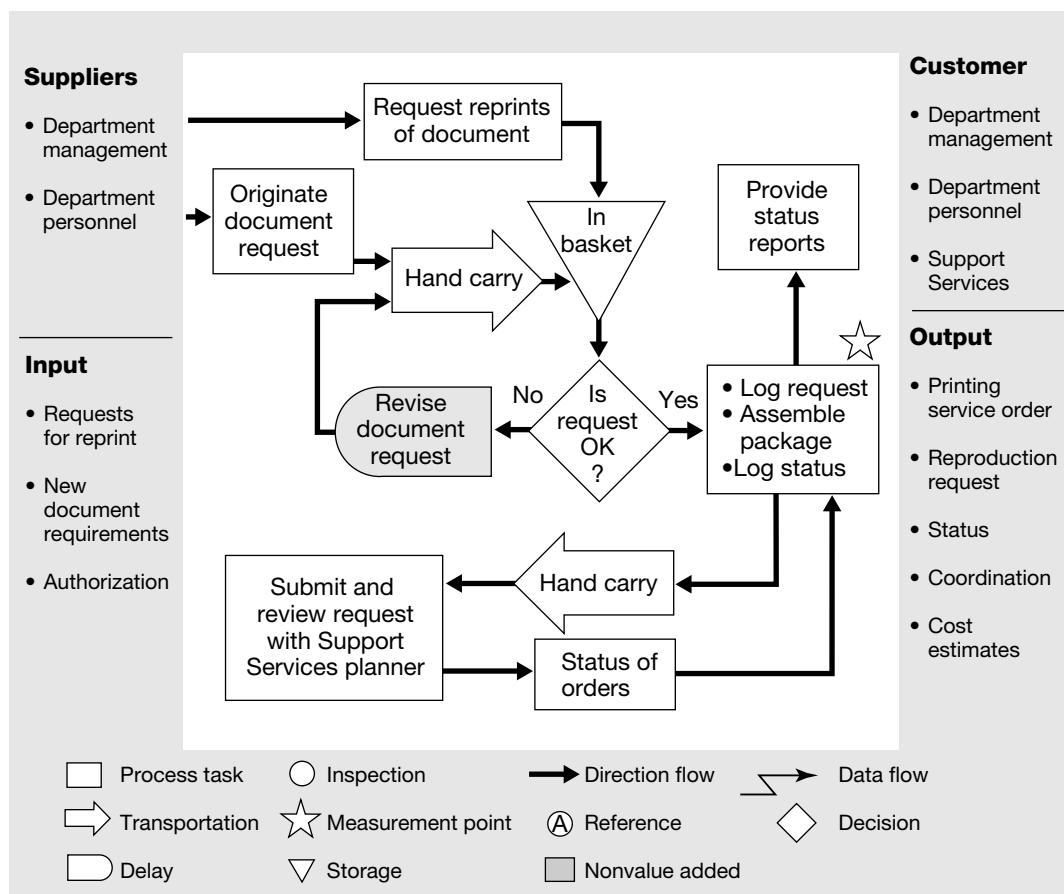 Suppliers
• Department
management
• Department
personnel
Input
• Requests
for reprint
• New
document
requirements
• Authorization
Request reprints
of document
Originate
document
request
Hand carry
In
basket
Provide
status
reports
Revise
document
request
No
Is
request
OK
?
Yes
• Log request
• Assemble
package
•Log status
Hand carry
Submit and
review request
with Support
Services planner
Status of
orders
Customer
• Department
management
• Department
personnel
• Support
Services
Output
• Printing
service order
• Reproduction
request
• Status
• Coordination
• Cost
estimates
Process task
Inspection
Direction flow
Data flow
Transportation
Measurement point
A
Reference
Decision
Delay
Storage
Nonvalue added